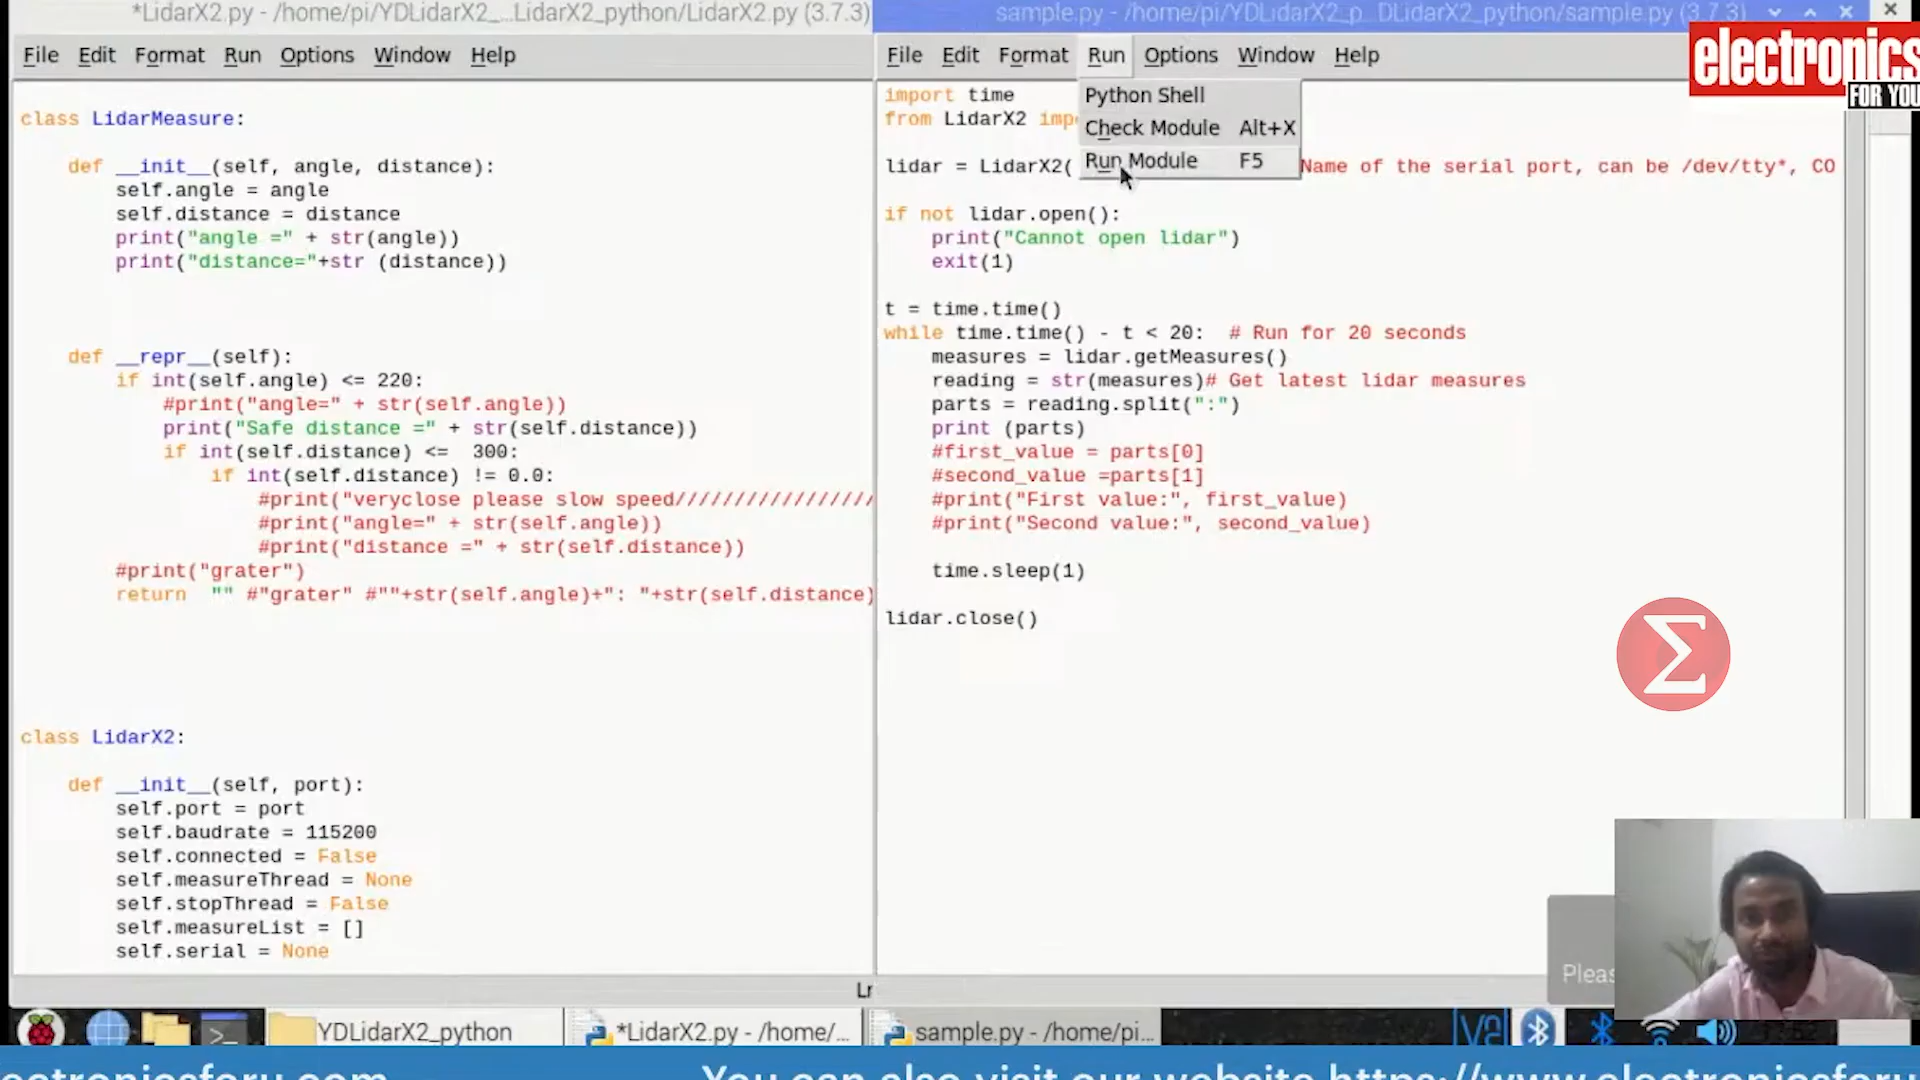 *LidarX2.py - /home/pi/YDLidarX2_...LidarX2_python/LidarX2.py (3.7.3)
File Edit Format Run Options Window Help
class LidarMeasure:
def __init__(self, angle, distance):
self.angle = angle
self.distance = distance
print("angle =" + str(angle))
print("distance="+str (distance))
def __repr__(self):
if int(self.angle) <= 220:
#print("angle=" + str(self.angle))
print("Safe distance =" + str(self.distance))
if int(self.distance) <=  300:
if int(self.distance) != 0.0:
#print("veryclose please slow speed/////////////////
#print("angle=" + str(self.angle))
#print("distance =" + str(self.distance))
#print("grater")
return  "" #"grater" #""+str(self.angle)+": "+str(self.distance)
class LidarX2:
def __init__(self, port):
self.port = port
self.baudrate = 115200
self.connected = False
self.measureThread = None
self.stopThread = False
self.measureList = []
self.serial = None
sample.py - /home/pi/YDLidarX2_p...DLidarX2_python/sample.py (3.7.3)
File Edit Format Run Options Window Help
Python Shell
Check Module Alt+X
Run Module F5
import time
from LidarX2 imp
lidar = LidarX2( Name of the serial port, can be /dev/tty*, CO
if not lidar.open():
print("Cannot open lidar")
exit(1)
t = time.time()
while time.time() - t < 20:  # Run for 20 seconds
measures = lidar.getMeasures()
reading = str(measures)# Get latest lidar measures
parts = reading.split(":")
print (parts)
#first_value = parts[0]
#second_value =parts[1]
#print("First value:", first_value)
#print("Second value:", second_value)
time.sleep(1)
lidar.close()
electronics
FOR YOU
Σ
Pleas
YDLidarX2_python
*LidarX2.py - /home/...
sample.py - /home/pi...
ectronicsforu.com
You can also visit our website https://www.electronicsforu